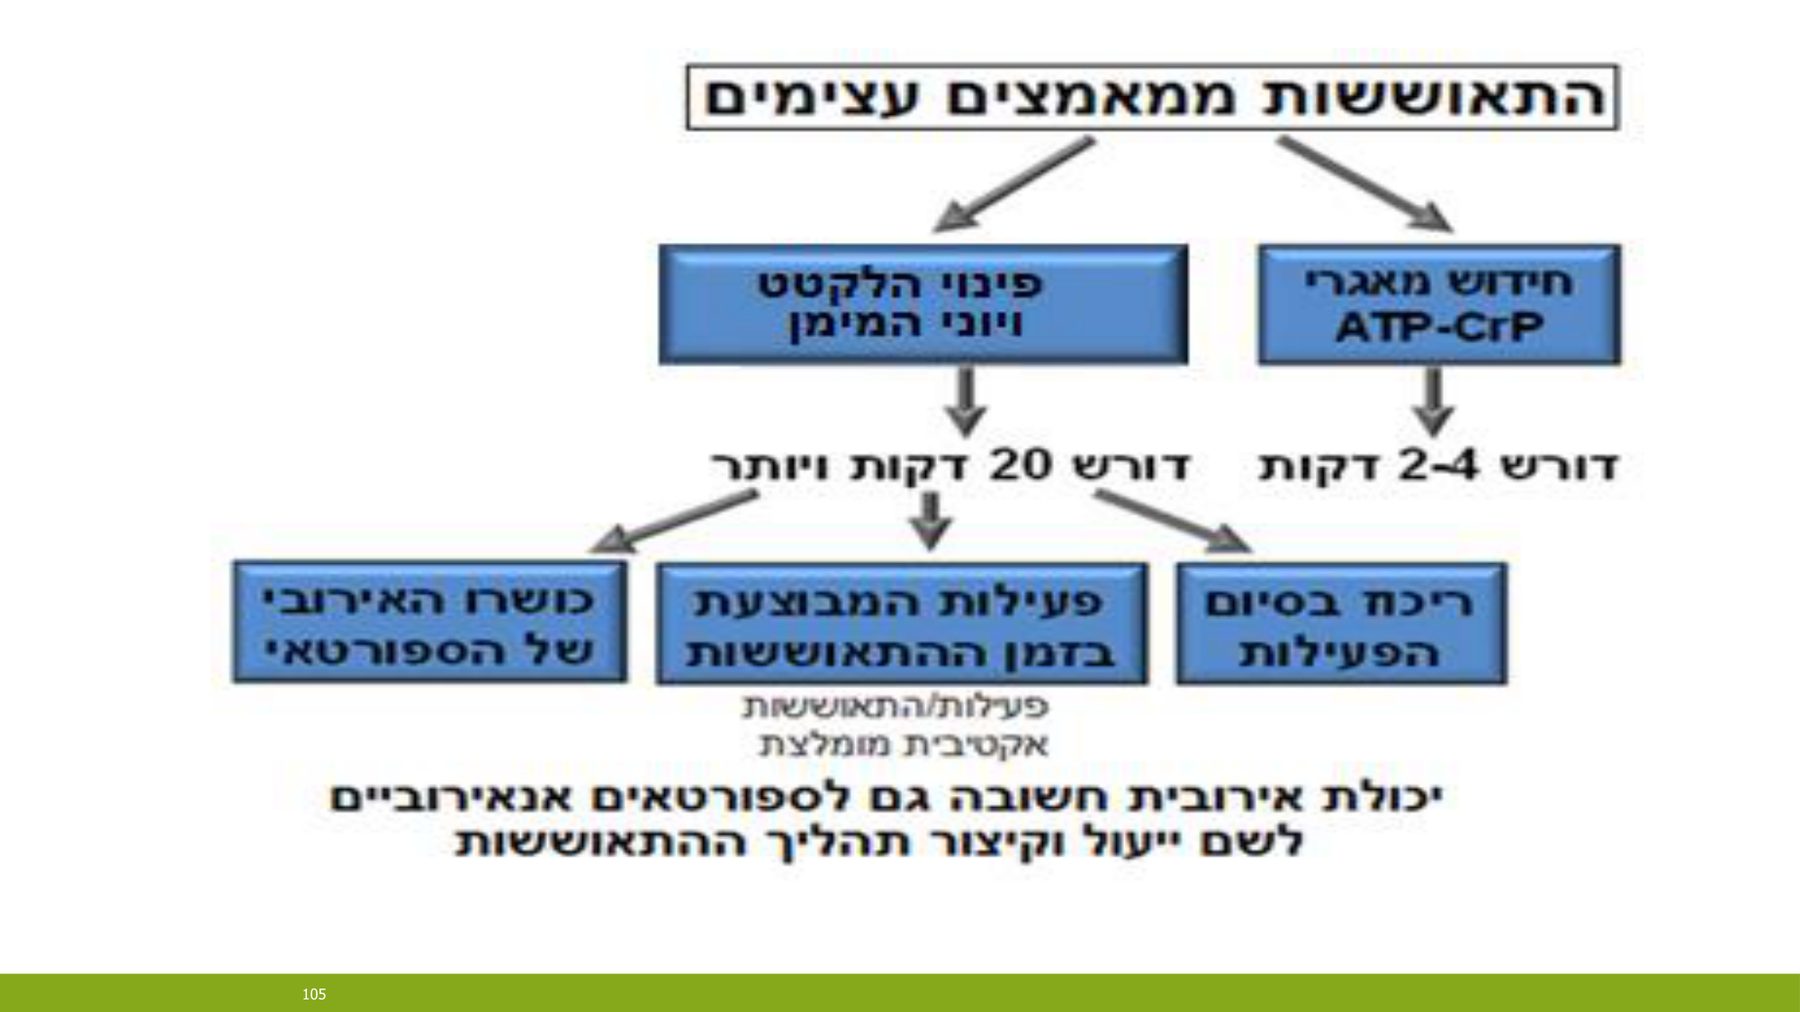 התאוששות ממאמצים עצימים
חידוש מאגרי
ATP-CrP
פינוי הלקטט
ויוני המימן
דורש 2-4 דקות
דורש 20 דקות ויותר
ריכוז בסיום
הפעילות
פעילות המבוצעת
בזמן ההתאוששות
כושרו האירובי
של הספורטאי
פעילות/התאוששות
אקטיבית מומלצת
יכולת אירובית חשובה גם לספורטאים אנאירוביים
לשם ייעול וקיצור תהליך ההתאוששות
105